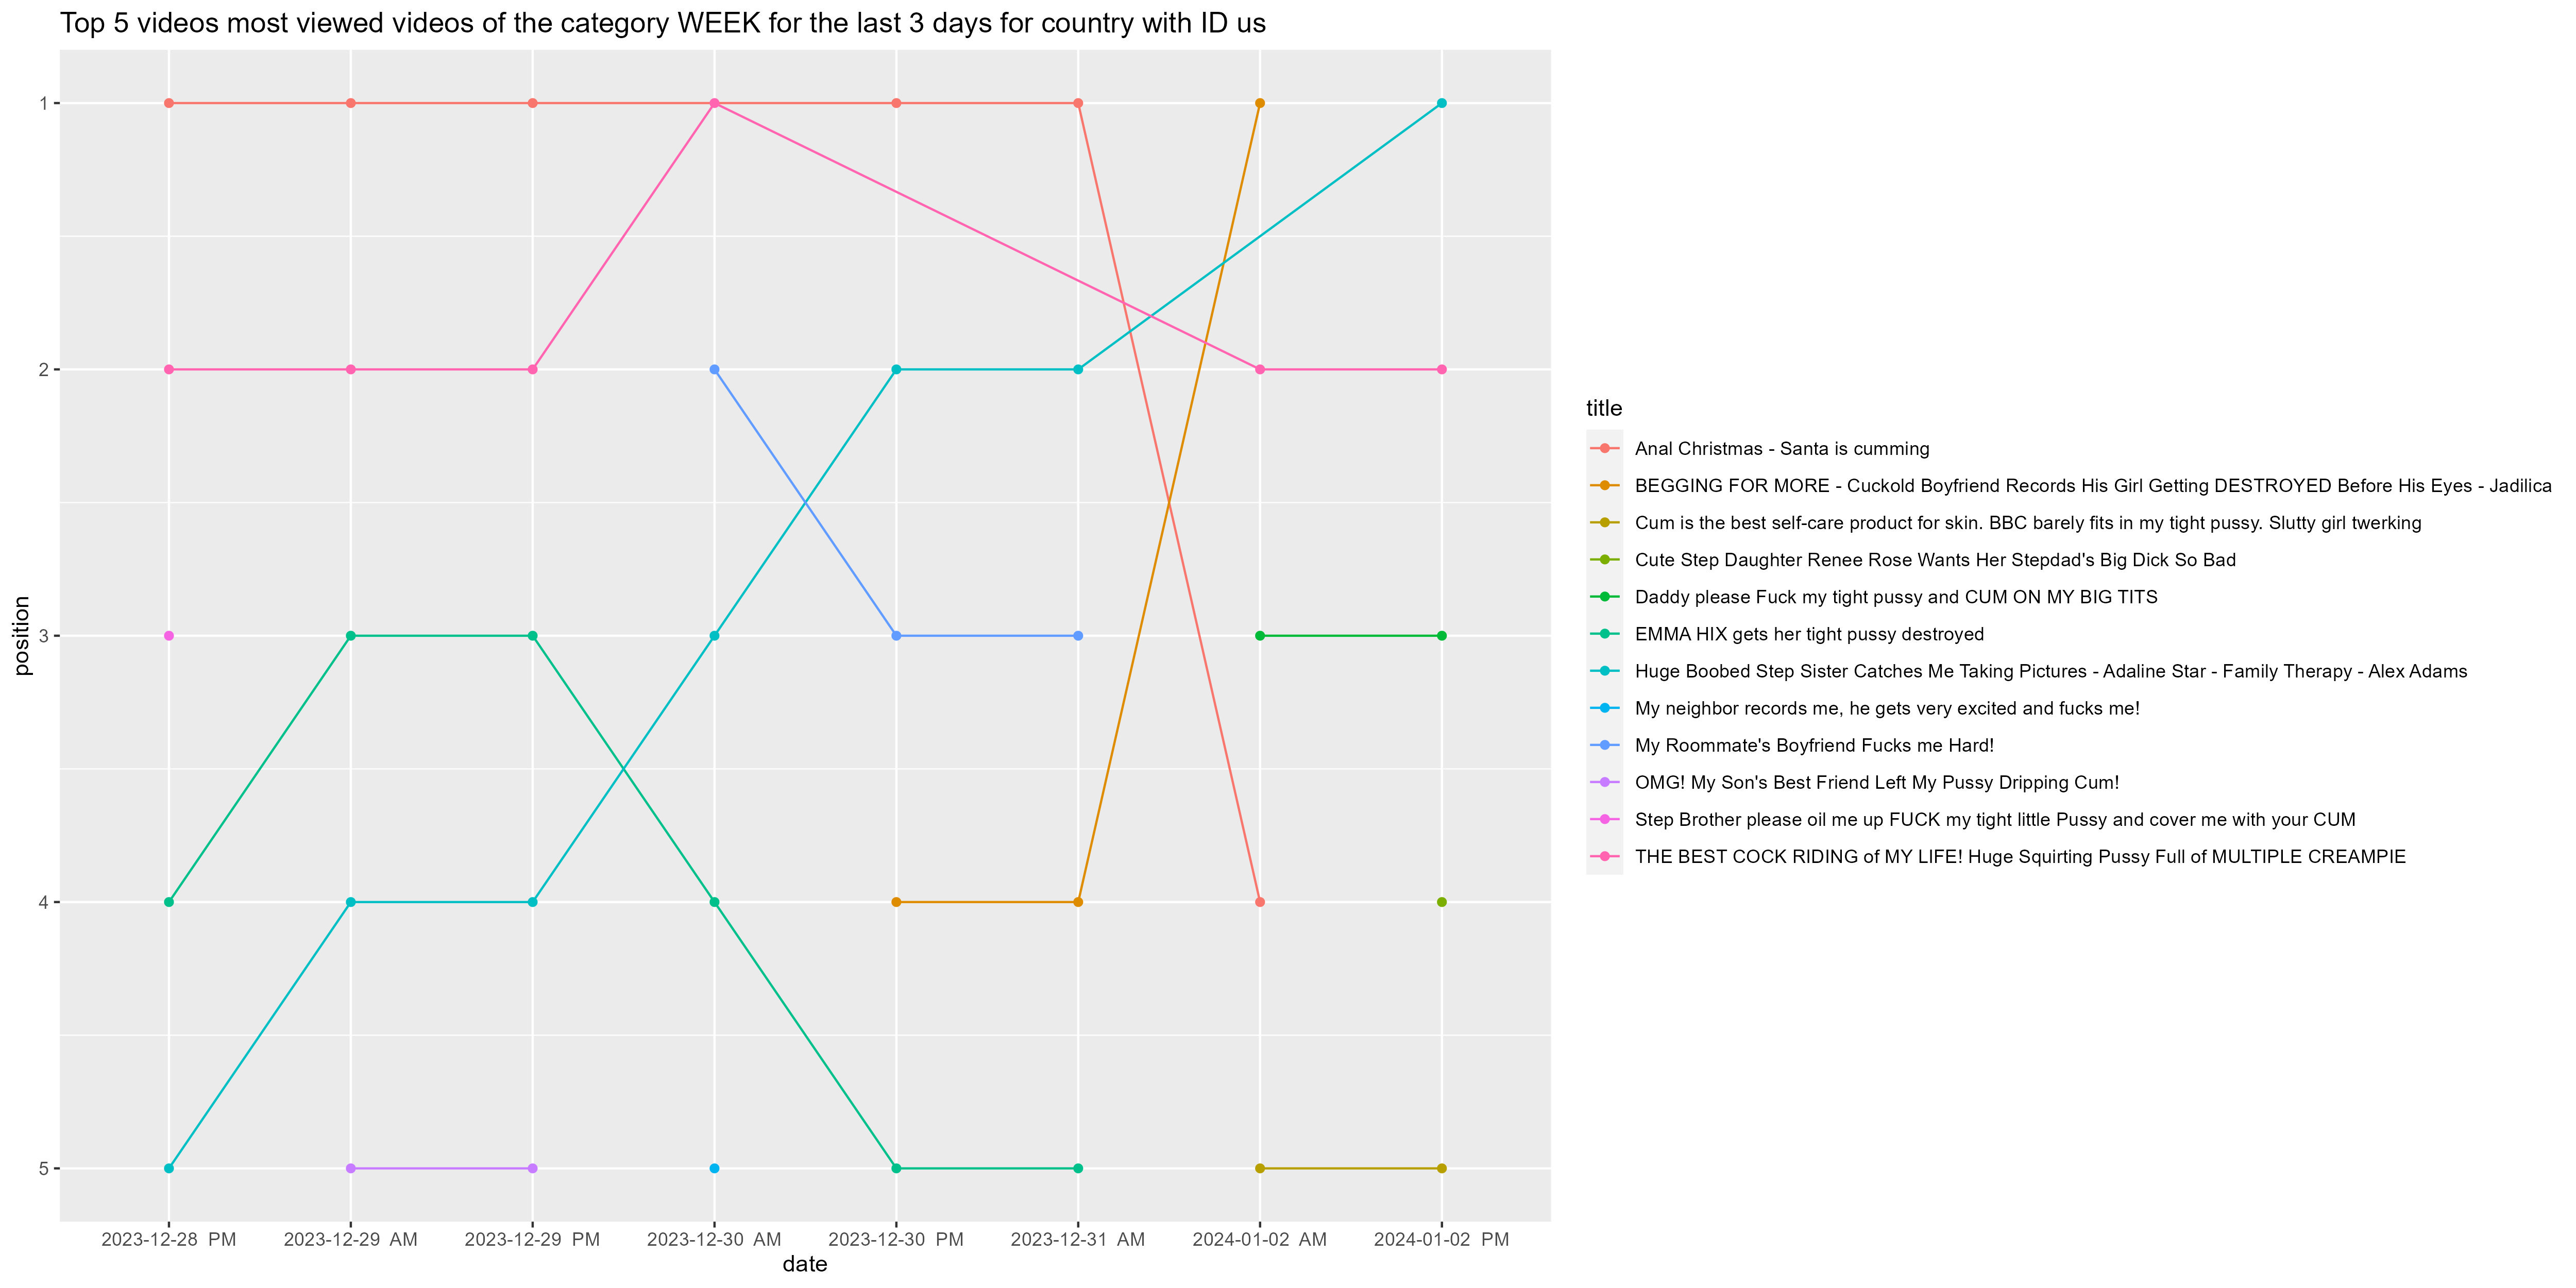 Top 5 videos most viewed videos of the category WEEK for the last 3 days for country with ID us
position
1
2
3
4
5
2023-12-28 PM
2023-12-29 AM
2023-12-29 PM
2023-12-30 AM
2023-12-30 PM
2023-12-31 AM
2024-01-02 AM
2024-01-02 PM
date
title
Anal Christmas - Santa is cumming
BEGGING FOR MORE - Cuckold Boyfriend Records His Girl Getting DESTROYED Before His Eyes - Jadilica
Cum is the best self-care product for skin. BBC barely fits in my tight pussy. Slutty girl twerking
Cute Step Daughter Renee Rose Wants Her Stepdad's Big Dick So Bad
Daddy please Fuck my tight pussy and CUM ON MY BIG TITS
EMMA HIX gets her tight pussy destroyed
Huge Boobed Step Sister Catches Me Taking Pictures - Adaline Star - Family Therapy - Alex Adams
My neighbor records me, he gets very excited and fucks me!
My Roommate's Boyfriend Fucks me Hard!
OMG! My Son's Best Friend Left My Pussy Dripping Cum!
Step Brother please oil me up FUCK my tight little Pussy and cover me with your CUM
THE BEST COCK RIDING of MY LIFE! Huge Squirting Pussy Full of MULTIPLE CREAMPIE